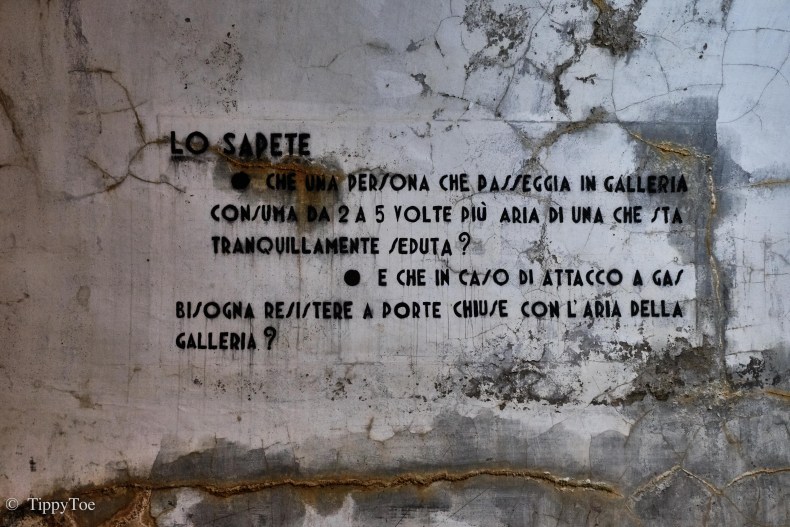 LO SAPETE
● CHE UNA PERSONA CHE PASSEGGIA IN GALLERIA
CONSUMA DA 2 A 5 VOLTE PIÙ ARIA DI UNA CHE STA
TRANQUILLAMENTE SEDUTA?
● E CHE IN CASO DI ATTACCO A GAS
BISOGNA RESISTERE A PORTE CHIUSE CON L'ARIA DELLA
GALLERIA?
© TippyToe